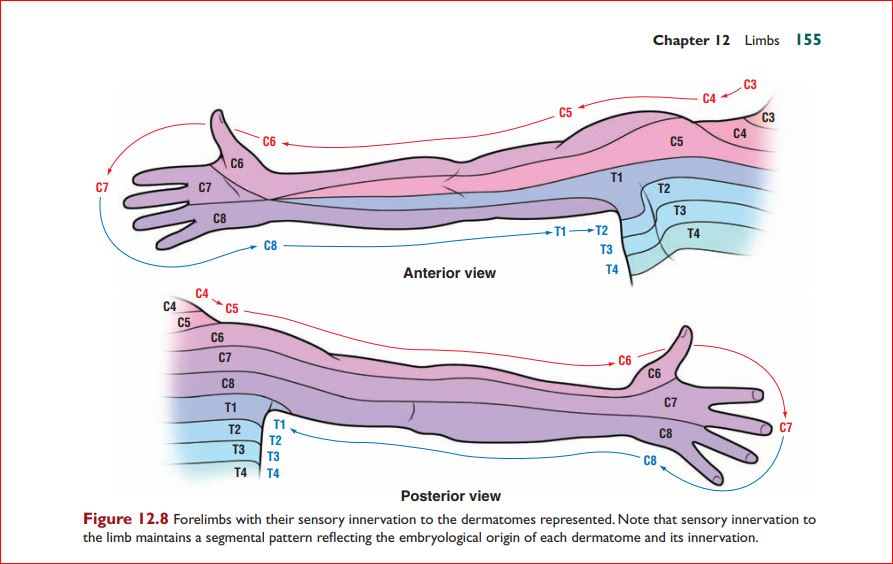 Chapter 12 Limbs 155
C3
C4
C5
C3
C4
C5
C6
C6
C7
C7
C8
T1
T2
T3
T4
C8
T1
T2
T3
T4
Anterior view
C4
C5
C4
C5
C6
C7
C8
T1
T2
T3
T4
T1
T2
T3
T4
C6
C6
C7
C8
C7
C8
Posterior view
Figure 12.8 Forelimbs with their sensory innervation to the dermatomes represented. Note that sensory innervation to
the limb maintains a segmental pattern reflecting the embryological origin of each dermatome and its innervation.